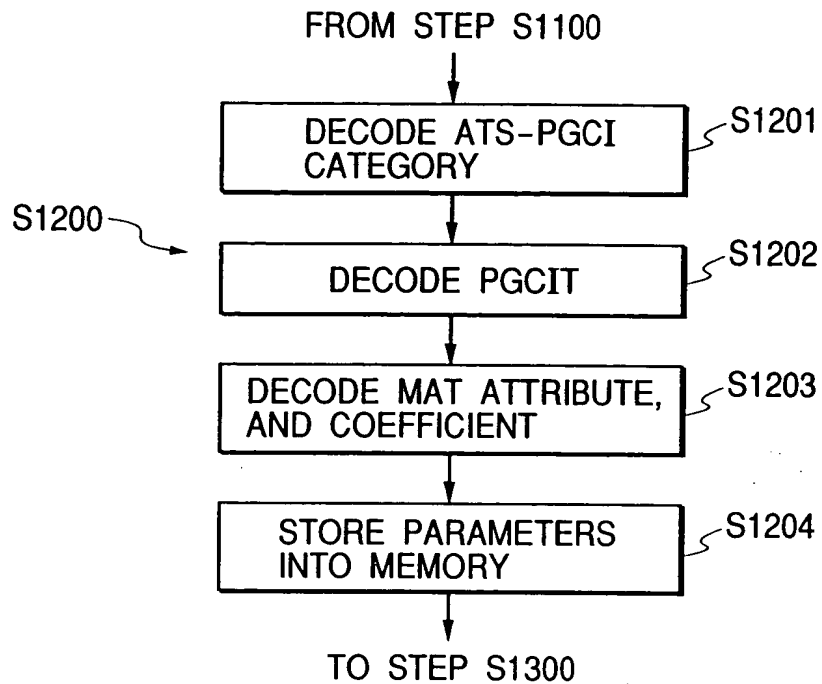 FROM STEP S1100
DECODE ATS-PGCI
CATEGORY
S1201
S1200
DECODE PGCIT
S1202
DECODE MAT ATTRIBUTE,
AND COEFFICIENT
S1203
STORE PARAMETERS
INTO MEMORY
S1204
TO STEP S1300